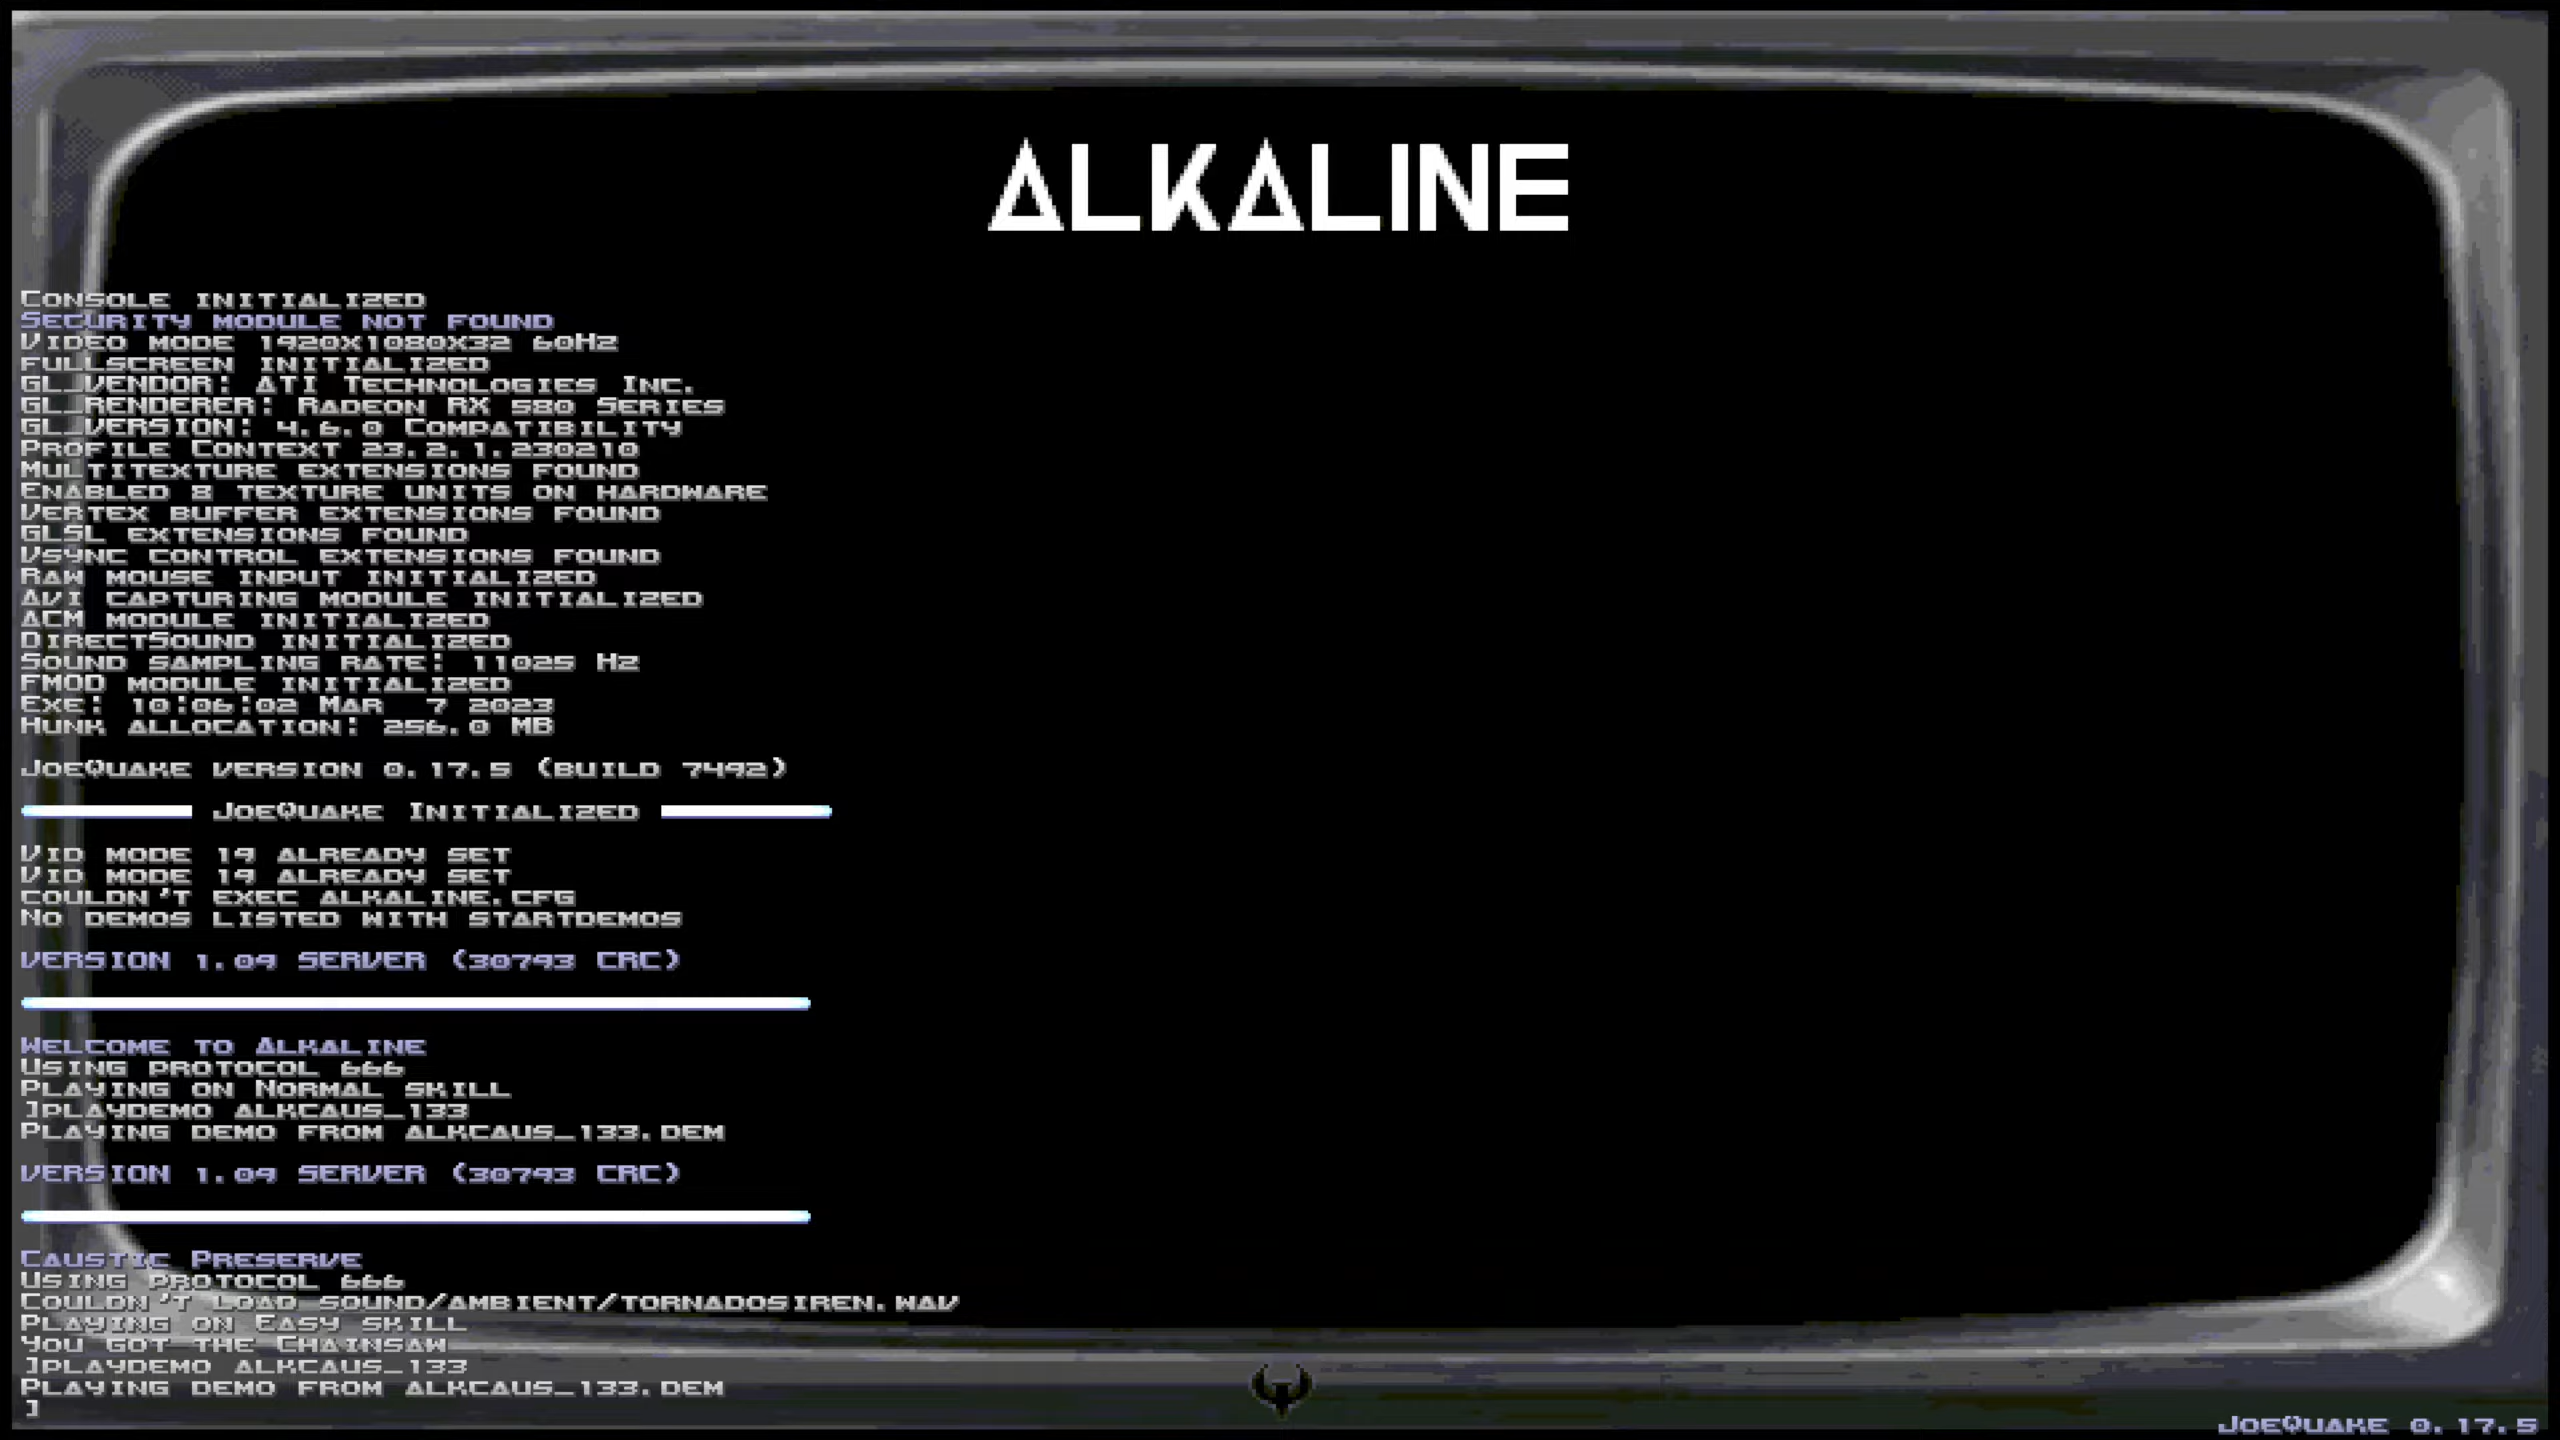 ALKALINE
Console initialized
Security module not found
Video mode 1920x1080x32 60Hz
fullscreen initialized
GL_VENDOR: ATI Technologies Inc.
GL_RENDERER: Radeon RX 580 Series
GL_VERSION: 4.6.0 Compatibility
Profile Context 23.2.1.230210
Multitexture extensions found
Enabled 8 texture units on hardware
Vertex buffer extensions found
GLSL extensions found
Vsync control extensions found
Raw mouse input initialized
AVI capturing module initialized
ACM module initialized
DirectSound initialized
Sound sampling rate: 11025 Hz
FMOD module initialized
Exe: 10:06:02 Mar  7 2023
Hunk allocation: 256.0 MB
JoeQuake version 0.17.5 (build 7492)
JoeQuake Initialized
Vid mode 19 already set
Vid mode 19 already set
couldn't exec alkaline.cfg
No demos listed with startdemos
VERSION 1.09 SERVER (30793 CRC)
Welcome to Alkaline
Using protocol 666
Playing on Normal skill
]playdemo alkcaus_133
Playing demo from alkcaus_133.dem
VERSION 1.09 SERVER (30793 CRC)
Caustic Preserve
Using protocol 666
Couldn't load sound/ambient/tornadosiren.wav
Playing on Easy skill
You got the Chainsaw
]playdemo alkcaus_133
Playing demo from alkcaus_133.dem
]
JoeQuake 0.17.5